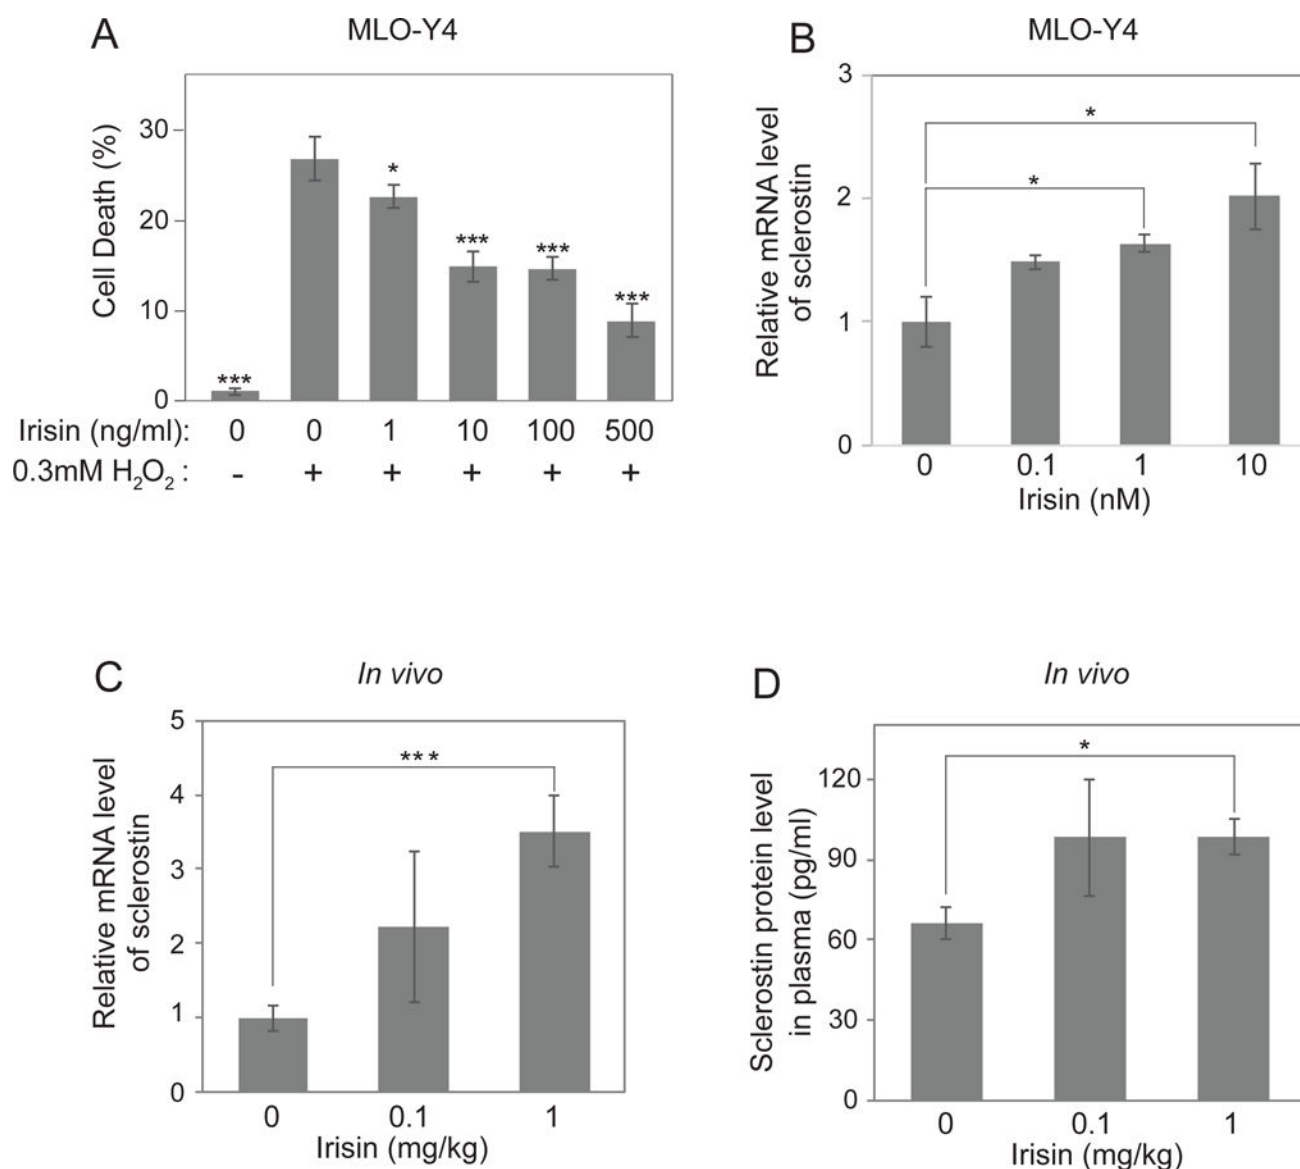 A
MLO-Y4
Cell Death (%)
30
20
10
0
***
*
***
***
***
Irisin (ng/ml): 0 0 1 10 100 500
0.3mM H₂O₂ : - + + + + +
B
MLO-Y4
Relative mRNA level
of sclerostin
3
2
1
0
*
*
0 0.1 1 10
Irisin (nM)
C
In vivo
Relative mRNA level
of sclerostin
5
4
3
2
1
0
***
0 0.1 1
Irisin (mg/kg)
D
In vivo
Sclerostin protein level
in plasma (pg/ml)
120
90
60
30
0
*
0 0.1 1
Irisin (mg/kg)